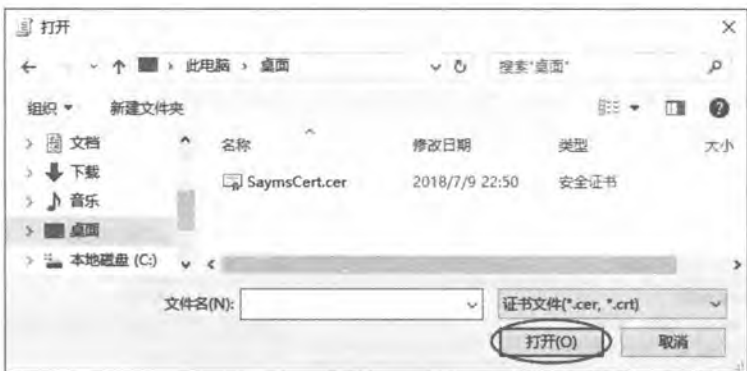 打开
此电脑 › 桌面 搜索"桌面"
组织 新建文件夹
文档 名称 修改日期 类型 大小
下载 SaymsCert.cer 2018/7/9 22:50 安全证书
音乐
桌面
本地磁盘 (C:)
文件名(N): 证书文件(*.cer, *.crt)
打开(O) 取消